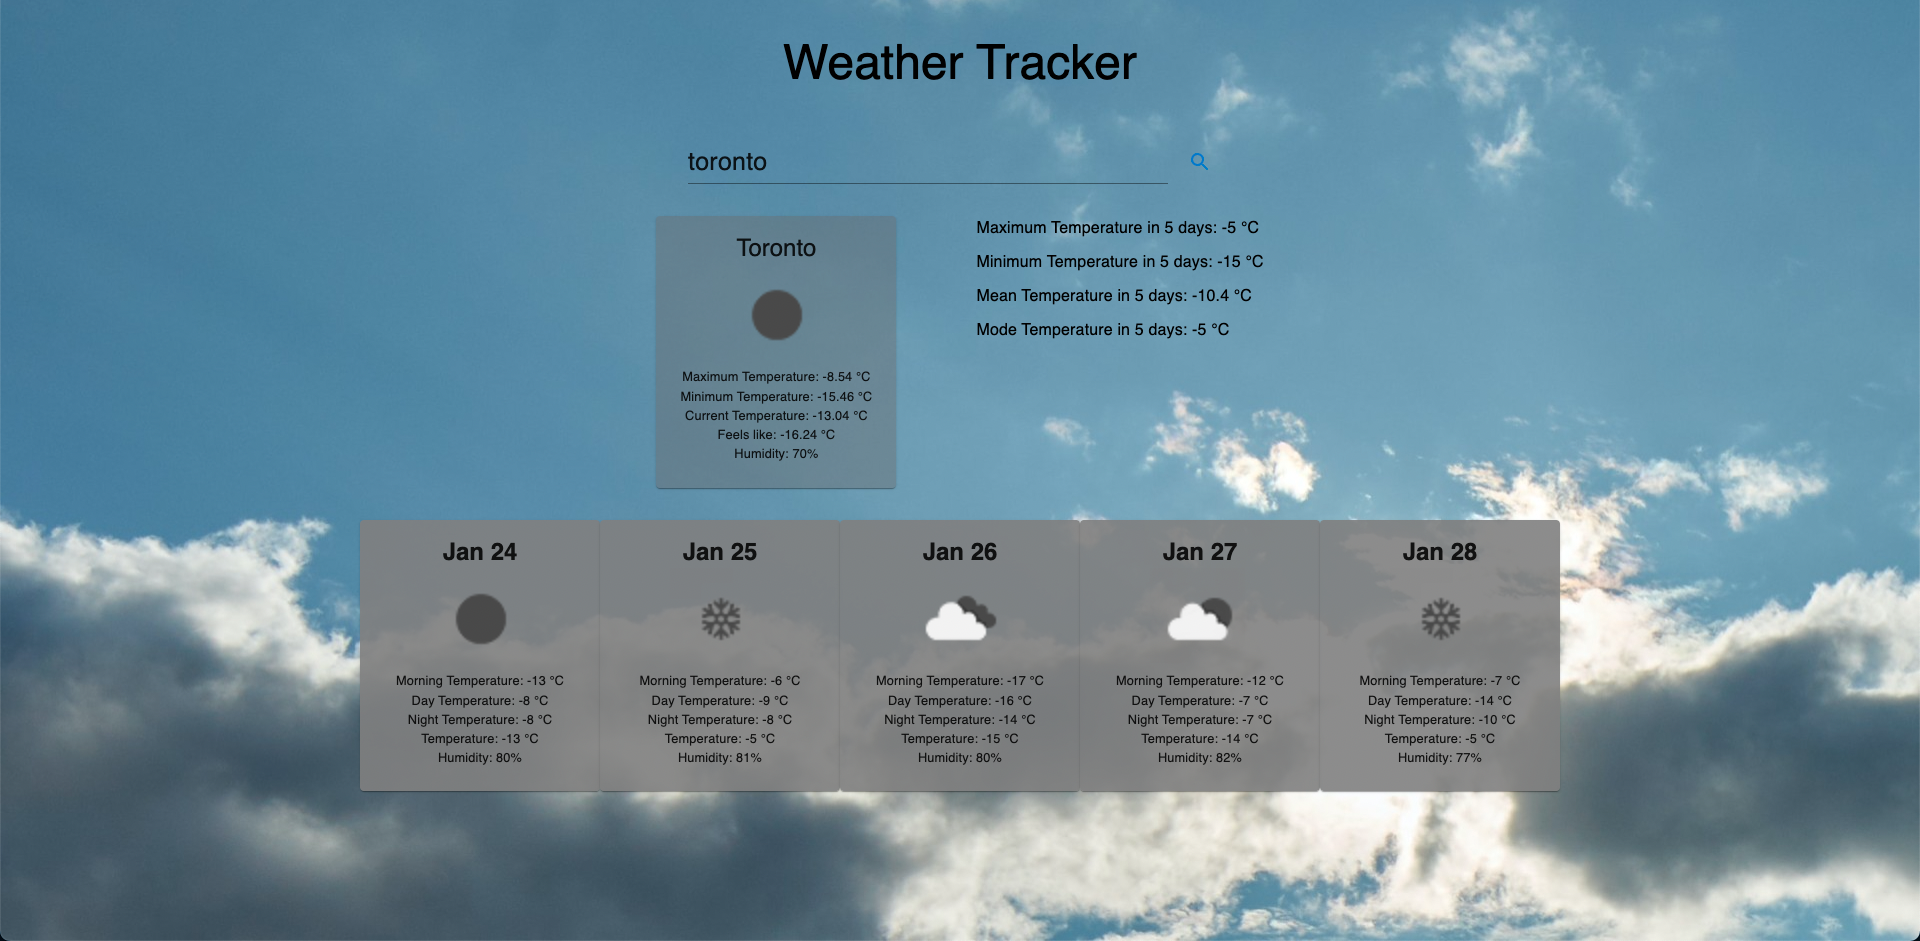 Weather Tracker
toronto
Toronto
Maximum Temperature: -8.54 °C
Minimum Temperature: -15.46 °C
Current Temperature: -13.04 °C
Feels like: -16.24 °C
Humidity: 70%
Maximum Temperature in 5 days: -5 °C
Minimum Temperature in 5 days: -15 °C
Mean Temperature in 5 days: -10.4 °C
Mode Temperature in 5 days: -5 °C
Jan 24
Morning Temperature: -13 °C
Day Temperature: -8 °C
Night Temperature: -8 °C
Temperature: -13 °C
Humidity: 80%
Jan 25
Morning Temperature: -6 °C
Day Temperature: -9 °C
Night Temperature: -8 °C
Temperature: -5 °C
Humidity: 81%
Jan 26
Morning Temperature: -17 °C
Day Temperature: -16 °C
Night Temperature: -14 °C
Temperature: -15 °C
Humidity: 80%
Jan 27
Morning Temperature: -12 °C
Day Temperature: -7 °C
Night Temperature: -7 °C
Temperature: -14 °C
Humidity: 82%
Jan 28
Morning Temperature: -7 °C
Day Temperature: -14 °C
Night Temperature: -10 °C
Temperature: -5 °C
Humidity: 77%